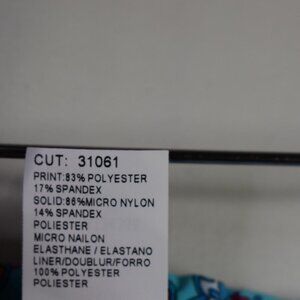 CUT: 31061
PRINT:83% POLYESTER
17% SPANDEX
SOLID:86%MICRO NYLON
14% SPANDEX
POLIESTER
MICRO NAILON
ELASTHANE / ELASTANO
LINER/DOUBLUR/FORRO
100% POLYESTER
POLIESTER